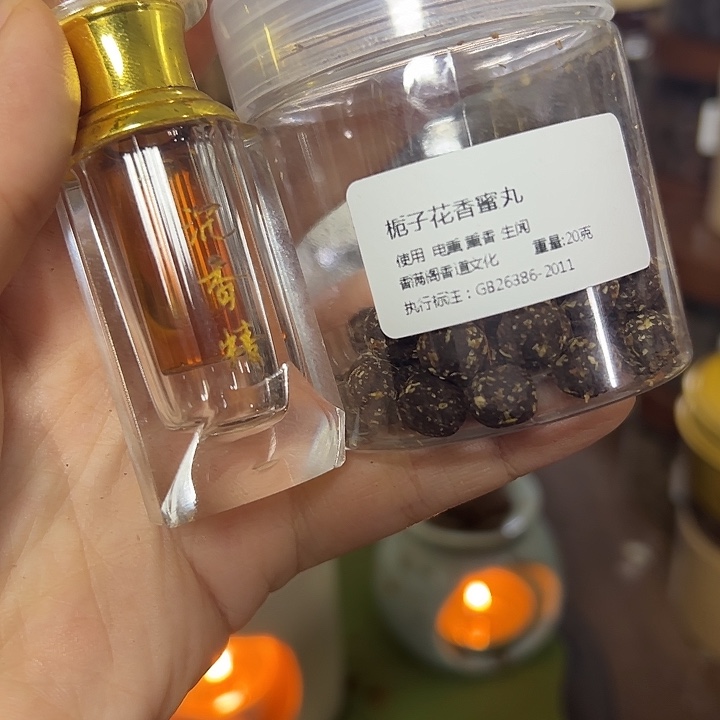 沉香精
栀子花香蜜丸
使用 电熏 熏香 生闻
香满阁香道文化 重量:20克
执行标注：GB26386-2011